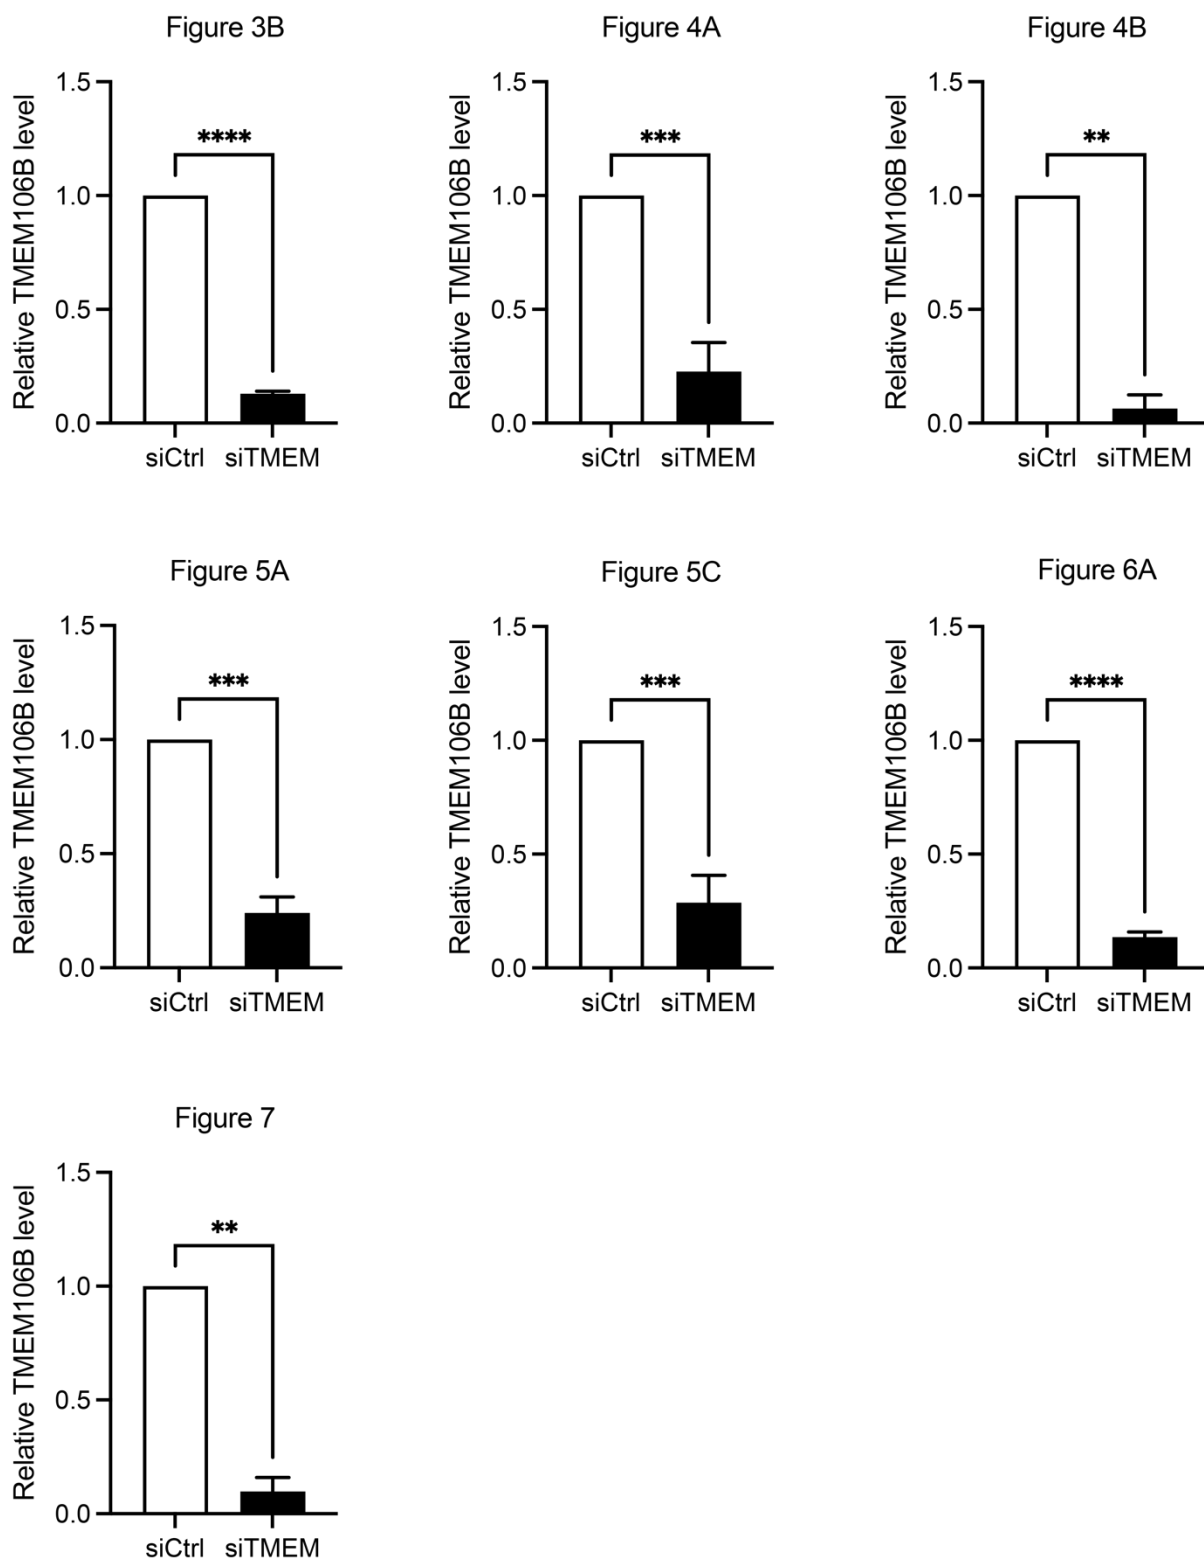 Figure 3B
Figure 4A
Figure 4B
Relative TMEM106B level
1.5
1.0
0.5
0.0
****
siCtrl siTMEM
Relative TMEM106B level
1.5
1.0
0.5
0.0
***
siCtrl siTMEM
Relative TMEM106B level
1.5
1.0
0.5
0.0
**
siCtrl siTMEM
Figure 5A
Figure 5C
Figure 6A
Relative TMEM106B level
1.5
1.0
0.5
0.0
***
siCtrl siTMEM
Relative TMEM106B level
1.5
1.0
0.5
0.0
***
siCtrl siTMEM
Relative TMEM106B level
1.5
1.0
0.5
0.0
****
siCtrl siTMEM
Figure 7
Relative TMEM106B level
1.5
1.0
0.5
0.0
**
siCtrl siTMEM